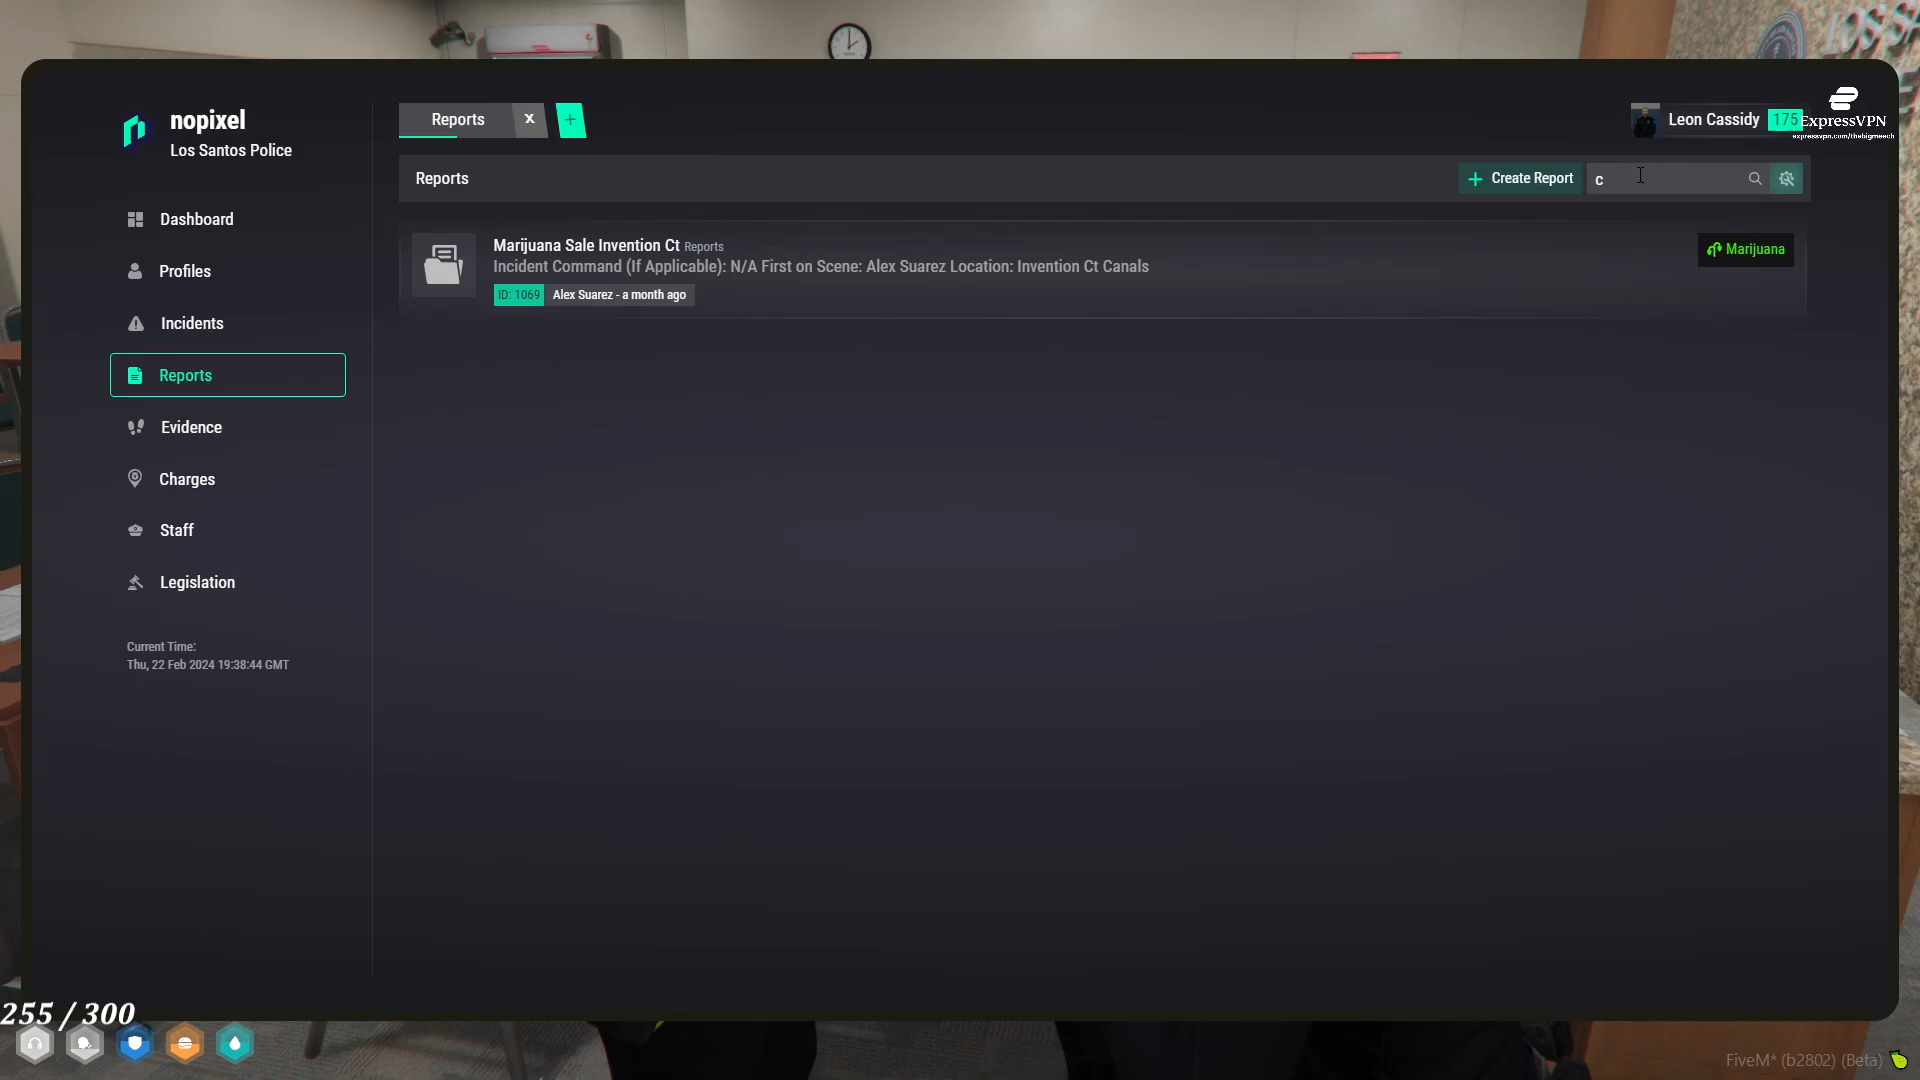 nopixel
Los Santos Police
Reports
x
+
Leon Cassidy
175
ExpressVPN
expressvpn.com/thebigmeech
Dashboard
Profiles
Incidents
Reports
Evidence
Charges
Staff
Legislation
Current Time:
Thu, 22 Feb 2024 19:38:44 GMT
Reports
+ Create Report
c
Marijuana Sale Invention Ct Reports
Incident Command (If Applicable): N/A First on Scene: Alex Suarez Location: Invention Ct Canals
ID: 1069 Alex Suarez - a month ago
Marijuana
255 / 300
FiveM* (b2802) (Beta)